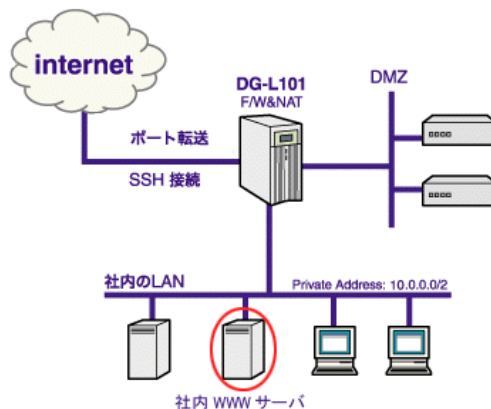 internet
DG-L101
F/W&NAT
DMZ
ポート転送
SSH 接続
社内のLAN
Private Address: 10.0.0.0/2
社内 WWW サーバ